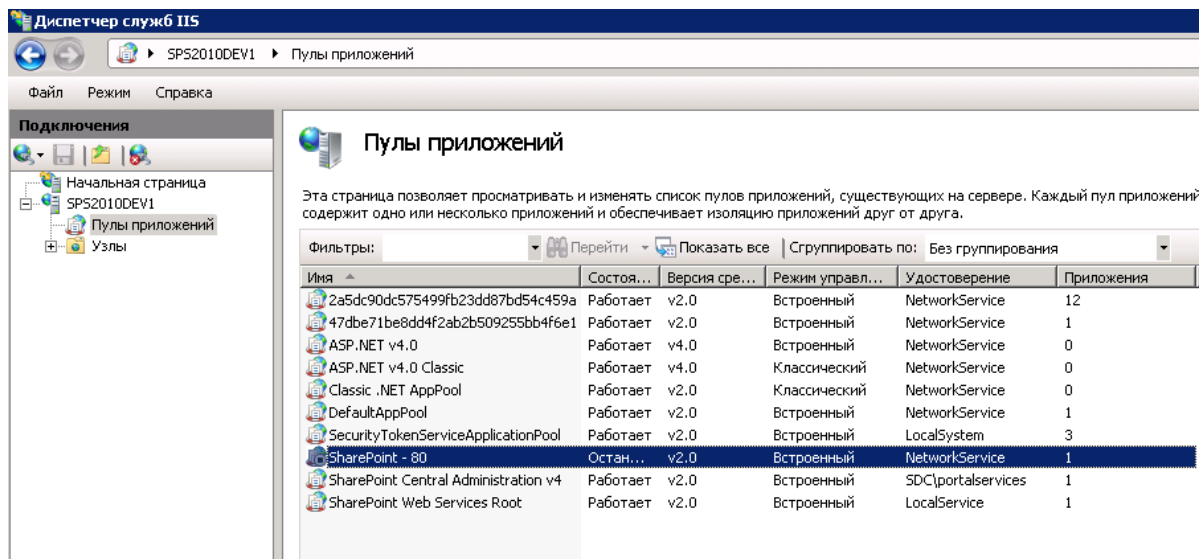 Диспетчер служб IIS
SPS2010DEV1 Пулы приложений
Файл Режим Справка
Подключения
Начальная страница
SPS2010DEV1
Пулы приложений
Узлы
Пулы приложений
Эта страница позволяет просматривать и изменять список пулов приложений, существующих на сервере. Каждый пул приложений
содержит одно или несколько приложений и обеспечивает изоляцию приложений друг от друга.
Фильтры: Перейти Показать все Сгруппировать по: Без группирования
Имя Состоя... Версия сре... Режим управл... Удостоверение Приложения
2a5dc90dc575499fb23dd87bd54c459a Работает v2.0 Встроенный NetworkService 12
47dbe71be8dd4f2ab2b509255bb4f6e1 Работает v2.0 Встроенный NetworkService 1
ASP.NET v4.0 Работает v4.0 Встроенный NetworkService 0
ASP.NET v4.0 Classic Работает v4.0 Классический NetworkService 0
Classic .NET AppPool Работает v2.0 Классический NetworkService 0
DefaultAppPool Работает v2.0 Встроенный NetworkService 1
SecurityTokenServiceApplicationPool Работает v2.0 Встроенный LocalSystem 3
SharePoint - 80 Остан... v2.0 Встроенный NetworkService 1
SharePoint Central Administration v4 Работает v2.0 Встроенный SDC\portalservices 1
SharePoint Web Services Root Работает v2.0 Встроенный LocalService 1